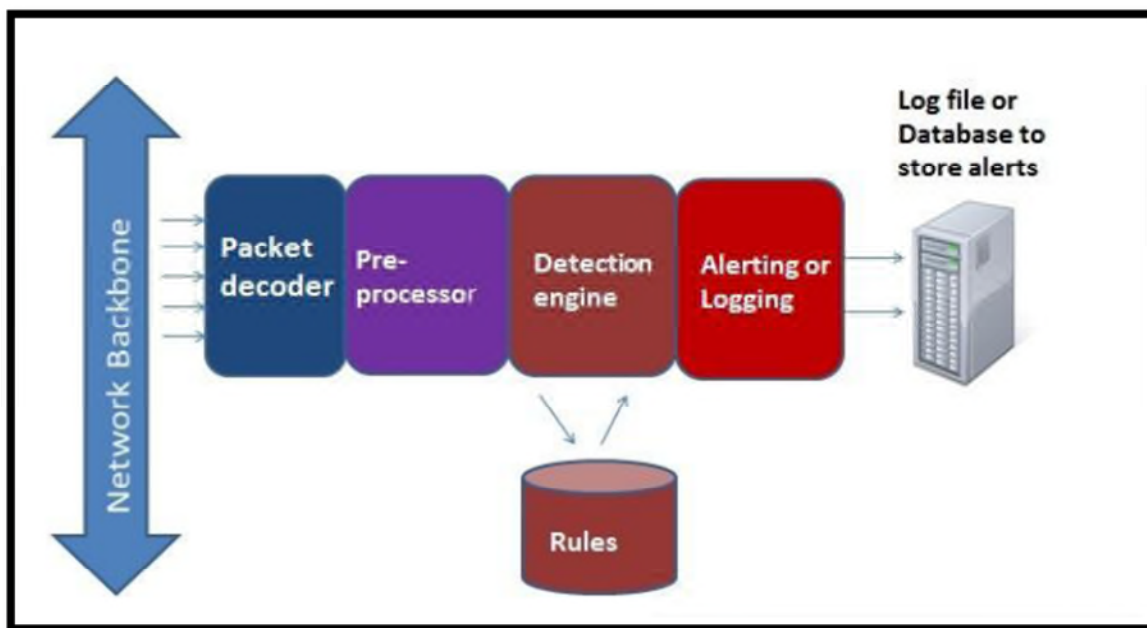 Network Backbone
Packet
decoder
Pre-
processor
Detection
engine
Alerting or
Logging
Log file or
Database to
store alerts
Rules